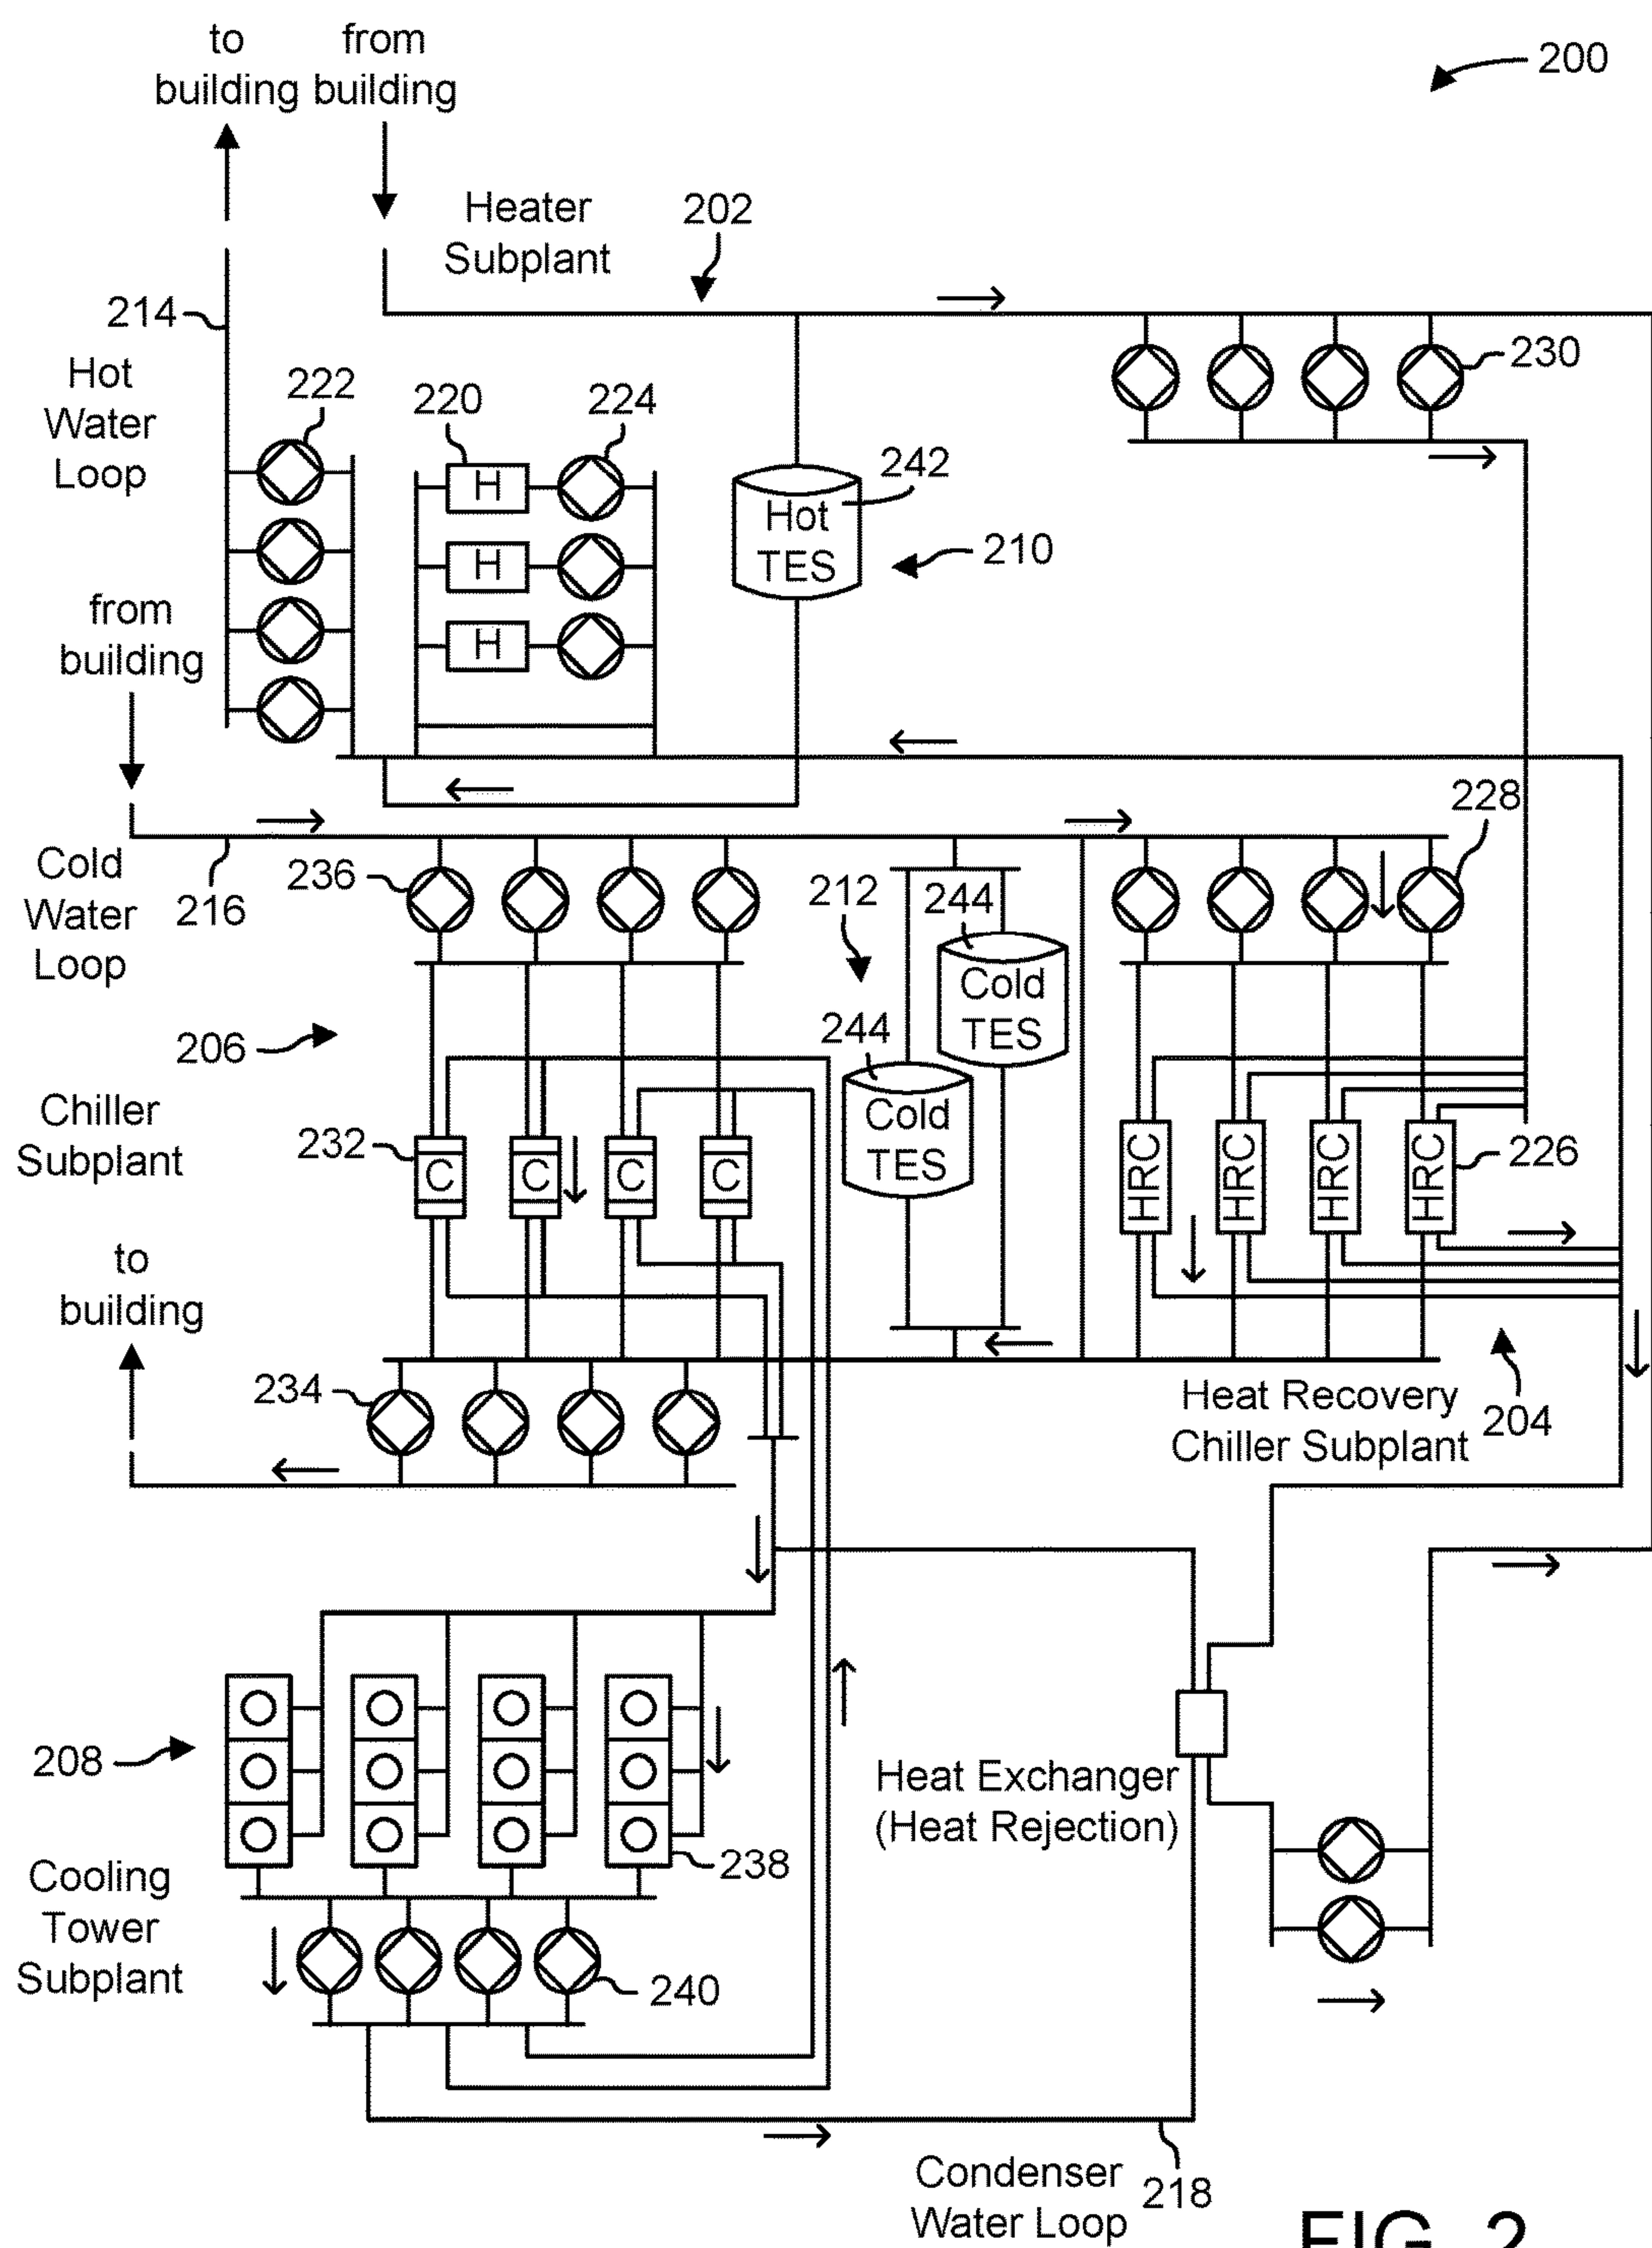 to from
building building
200
Heater
Subplant
202
214
Hot
Water
Loop
222
220
224
230
Hot
TES
242
210
H
H
H
from
building
228
Cold
Water
Loop
216
236
212
244
Cold
TES
244
Cold
TES
206
Chiller
Subplant
232
C
C
C
C
HRC
HRC
HRC
HRC
226
to
building
234
Heat Recovery
Chiller Subplant
204
208
Heat Exchanger
(Heat Rejection)
238
Cooling
Tower
Subplant
240
Condenser
Water Loop
218
FIG. 2